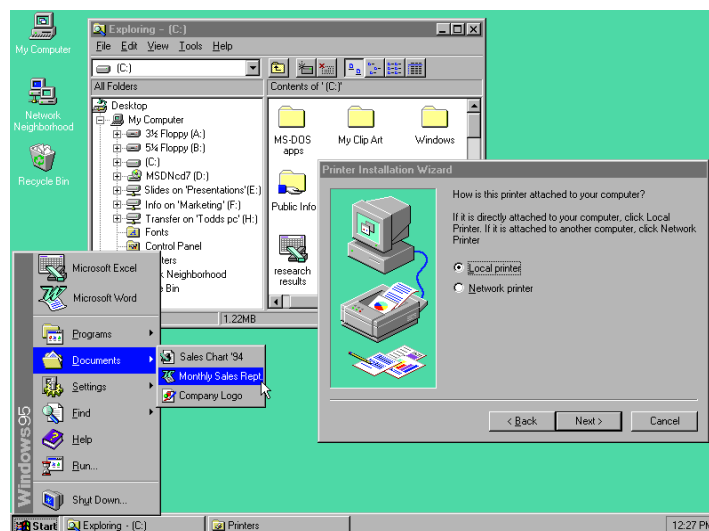 My Computer
Network
Neighborhood
Recycle Bin
Exploring - (C:)
File Edit View Tools Help
(C:)
All Folders
Contents of '(C:)'
Desktop
My Computer
3½ Floppy (A:)
5¼ Floppy (B:)
(C:)
MSDNcd7 (D:)
Slides on 'Presentations'(E:)
Info on 'Marketing' (F:)
Transfer on 'Todds pc' (H:)
Fonts
Control Panel
ters
k Neighborhood
e Bin
MS-DOS
apps
My Clip Art
Windows
Public Info
research
results
1.22MB
Printer Installation Wizard
How is this printer attached to your computer?
If it is directly attached to your computer, click Local
Printer. If it is attached to another computer, click Network
Printer
Local printer
Network printer
< Back
Next >
Cancel
Windows 95
Microsoft Excel
Microsoft Word
Programs
Documents
Settings
Find
Help
Run...
Shut Down...
Sales Chart '94
Monthly Sales Rept.
Company Logo
Start
Exploring - (C:)
Printers
12:27 PM